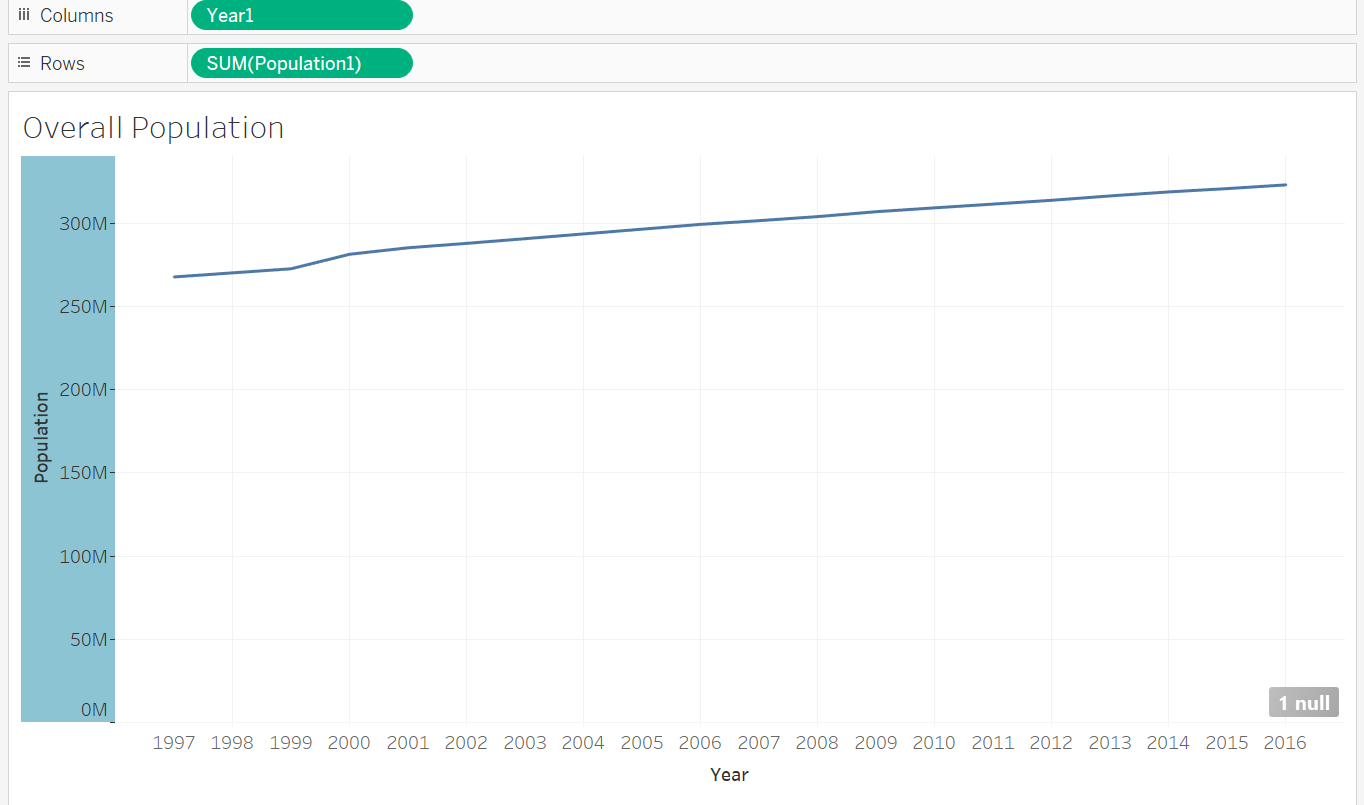 Columns
Year1
Rows
SUM(Population1)
Overall Population
300M
250M
200M
150M
100M
50M
0M
Population
1 null
1997 1998 1999 2000 2001 2002 2003 2004 2005 2006 2007 2008 2009 2010 2011 2012 2013 2014 2015 2016
Year